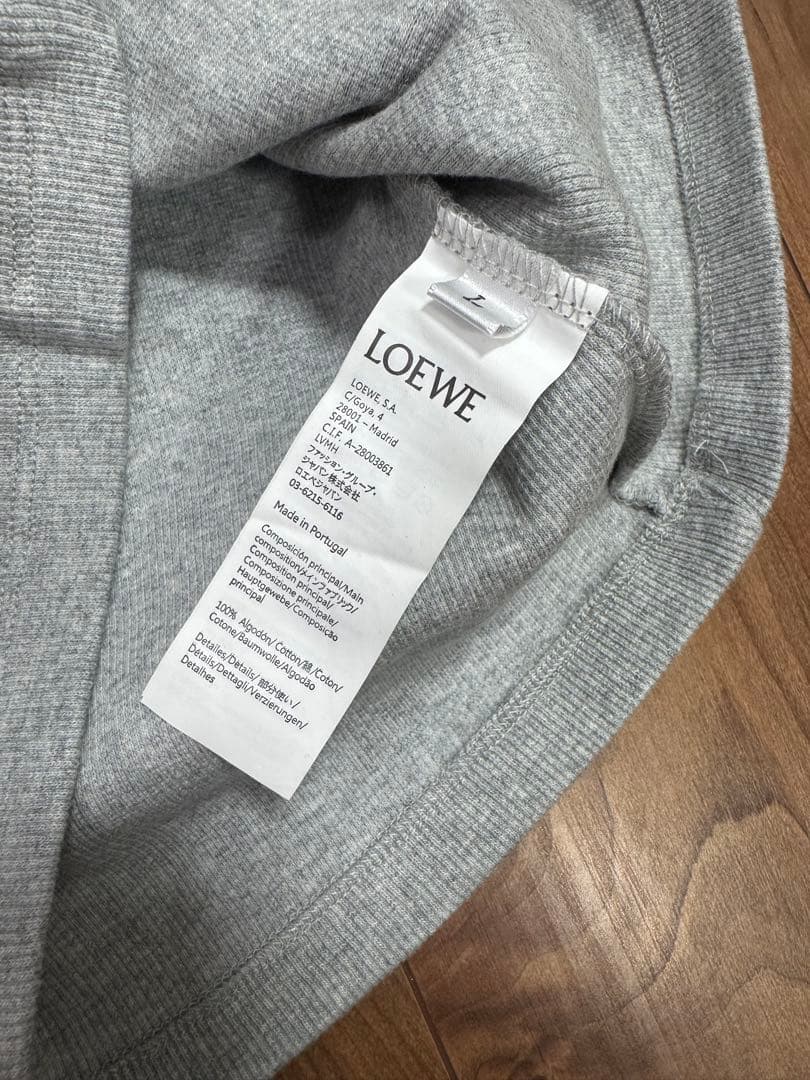 L
LOEWE
LOEWE, S.A.
C/Goya, 4
28001 – Madrid
SPAIN
C.I.F. A-28003861
LVMH
ファッション・グループ・
ジャパン株式会社
ロエベジャパン
03-6215-6116
Made in Portugal
Composición principal/Main
composition/メインファブリック/
Composition principal/
Composizione principale/
Hauptgewebe/Composição
principal
100% Algodón/Cotton/綿/Coton/
Cotone/Baumwolle/Algodão
Detalles/Details/部分使い/
Détails/Dettagli/Verzierungen/
Detalhes